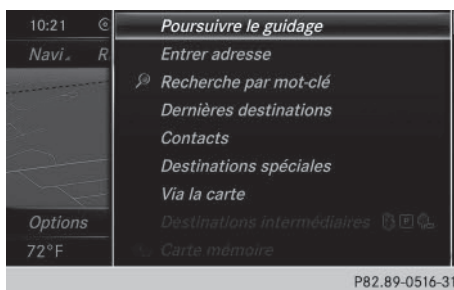 10:21
Navi
R
Options
72°F
Poursuivre le guidage
Entrer adresse
Recherche par mot-clé
Dernières destinations
Contacts
Destinations spéciales
Via la carte
Destinations intermédiaires
Carte mémoire
P82.89-0516-31